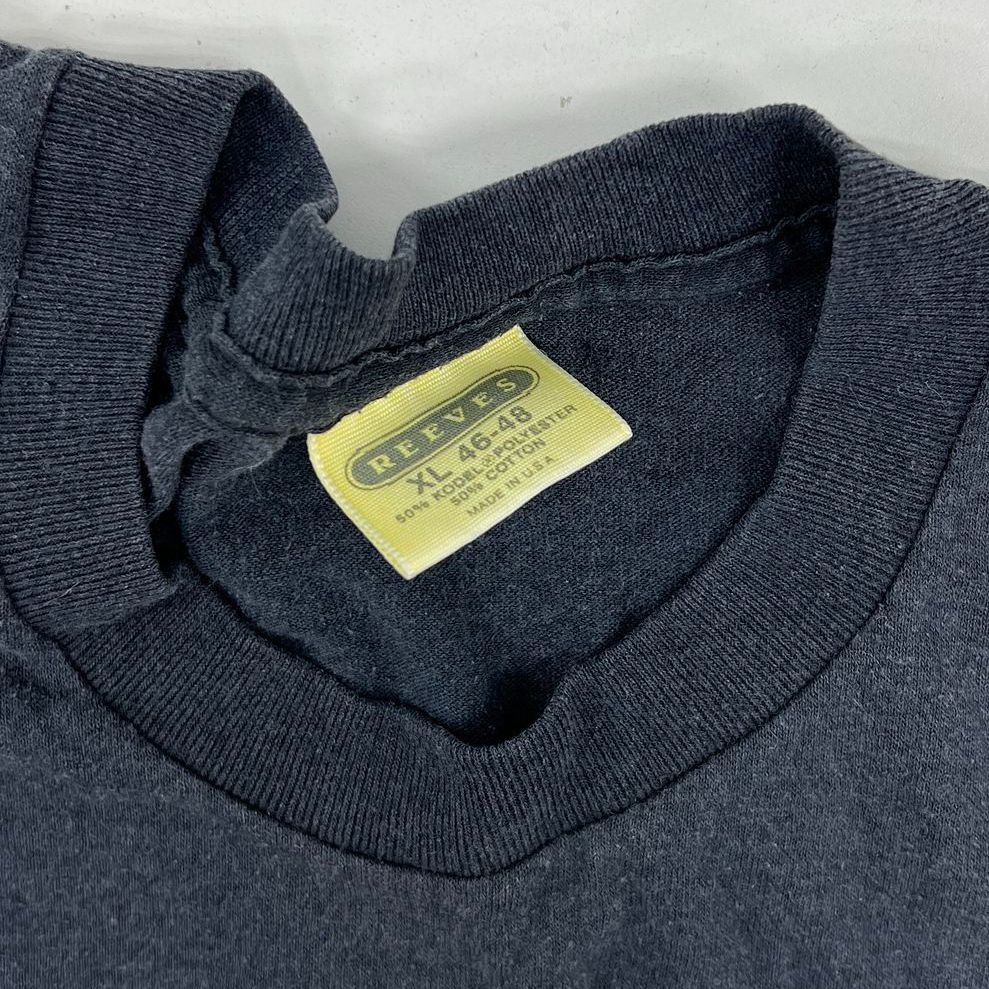 REEVES
XL 46-48
50% KODEL® POLYESTER
50% COTTON
MADE IN U.S.A